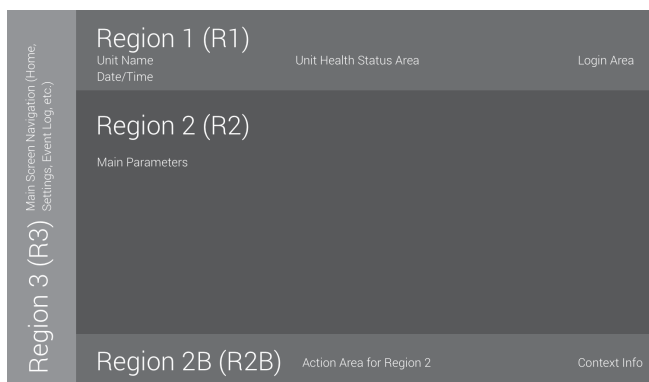 Region 1 (R1)
Unit Name
Date/Time
Unit Health Status Area
Login Area
Region 2 (R2)
Main Parameters
Region 3 (R3)
Main Screen Navigation (Home,
Settings, Event Log, etc.)
Region 2B (R2B)
Action Area for Region 2
Context Info